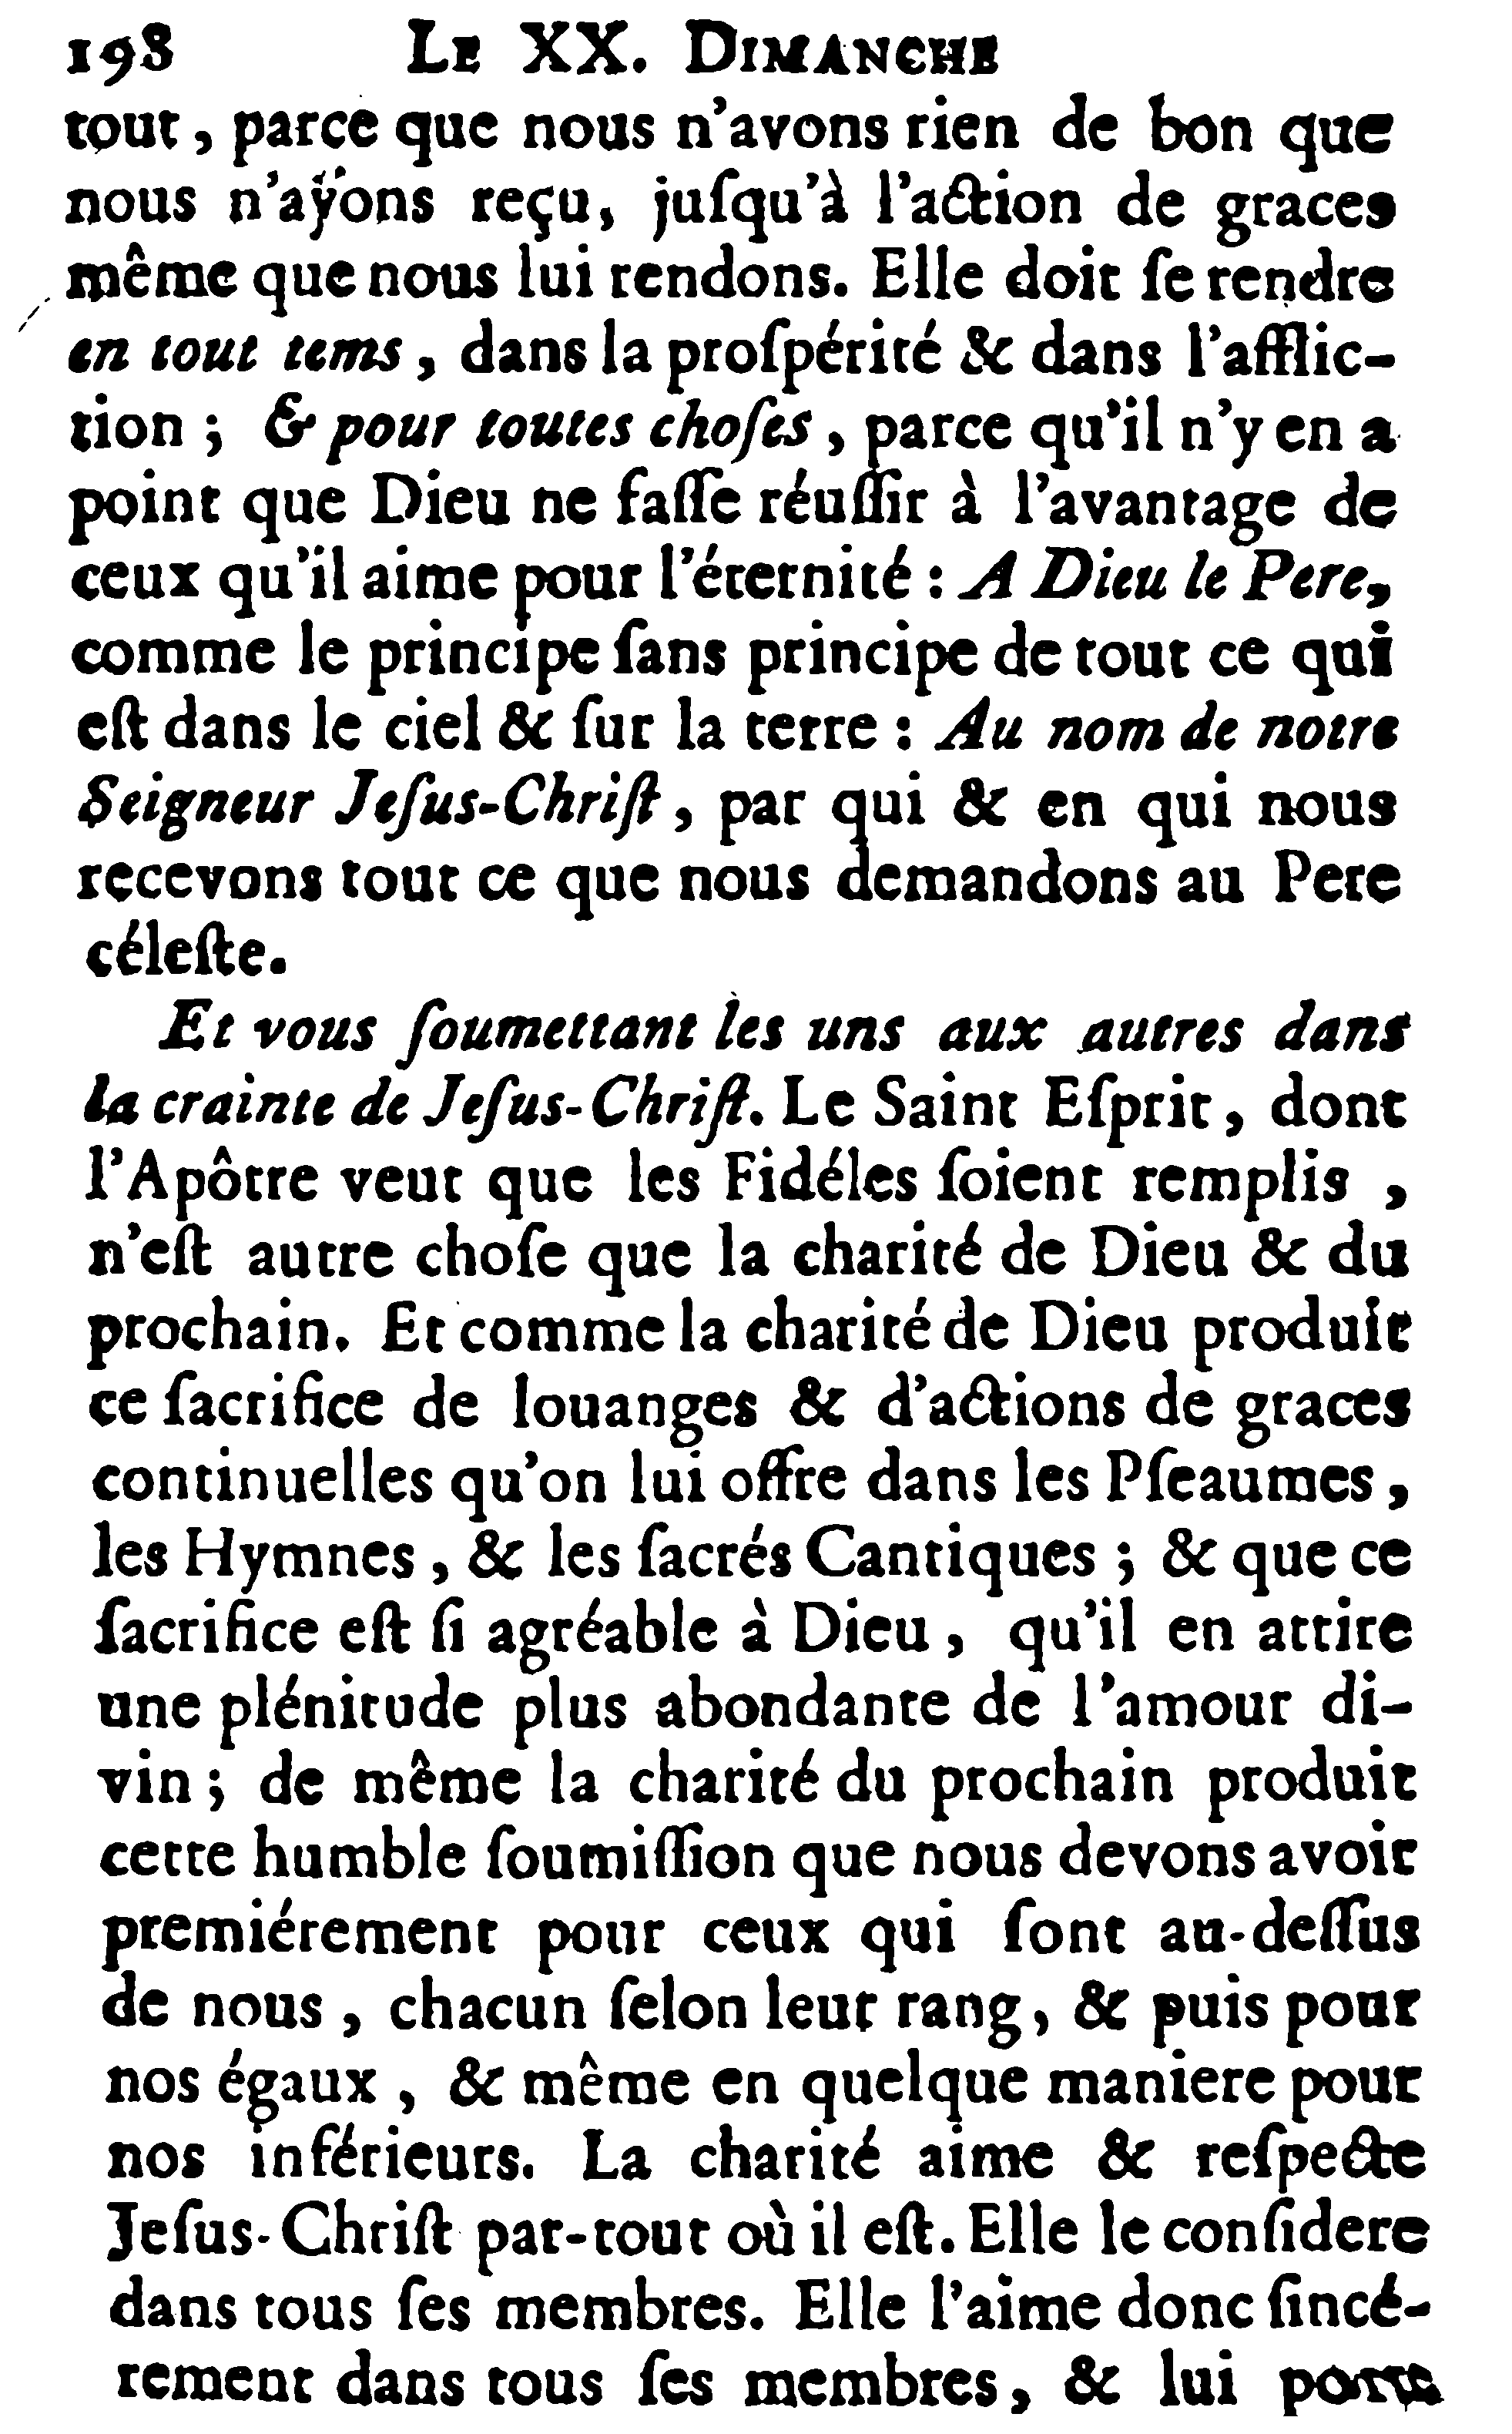 198 LE XX. DIMANCHE
tout, parce que nous n'avons rien de bon que
nous n'aÿons reçu, juſqu'à l'action de graces
même que nous lui rendons. Elle doit ſe rendre
en tout tems, dans la proſpérité & dans l'afflic-
tion ; & pour toutes choſes, parce qu'il n'y en a
point que Dieu ne faſſe réuſſir à l'avantage de
ceux qu'il aime pour l'éternité : A Dieu le Pere,
comme le principe ſans principe de tout ce qui
eſt dans le ciel & ſur la terre : Au nom de notre
Seigneur Jeſus-Chriſt, par qui & en qui nous
recevons tout ce que nous demandons au Pere
céleſte.
Et vous ſoumettant les uns aux autres dans
la crainte de Jeſus-Chriſt. Le Saint Eſprit, dont
l'Apôtre veut que les Fidéles ſoient remplis,
n'eſt autre choſe que la charité de Dieu & du
prochain. Et comme la charité de Dieu produit
ce ſacrifice de louanges & d'actions de graces
continuelles qu'on lui offre dans les Pſeaumes,
les Hymnes, & les ſacrés Cantiques ; & que ce
ſacrifice eſt ſi agréable à Dieu, qu'il en attire
une plénitude plus abondante de l'amour di-
vin ; de même la charité du prochain produit
cette humble ſoumiſſion que nous devons avoir
premiérement pour ceux qui ſont au-deſſus
de nous, chacun ſelon leur rang, & puis pour
nos égaux, & même en quelque maniere pour
nos inférieurs. La charité aime & reſpecte
Jeſus-Chriſt par-tout où il eſt. Elle le conſidere
dans tous ſes membres. Elle l'aime donc ſincé-
rement dans tous ſes membres, & lui porte